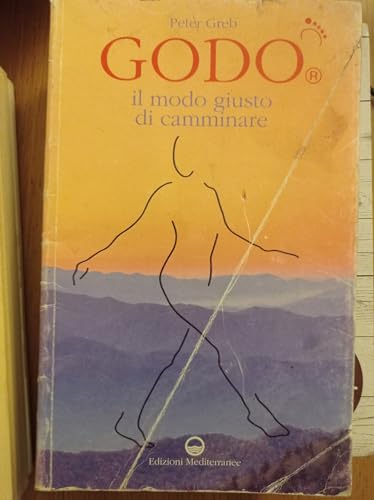 Peter Greb
GODO®
il modo giusto
di camminare
Edizioni Mediterranee